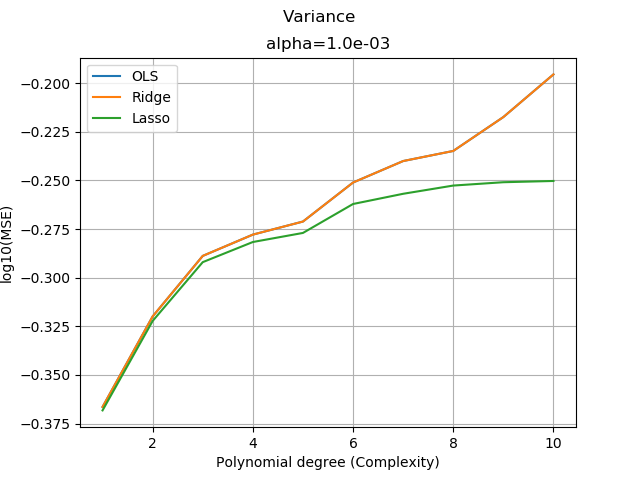 Variance
alpha=1.0e-03
OLS
Ridge
Lasso
log10(MSE)
−0.200
−0.225
−0.250
−0.275
−0.300
−0.325
−0.350
−0.375
2
4
6
8
10
Polynomial degree (Complexity)